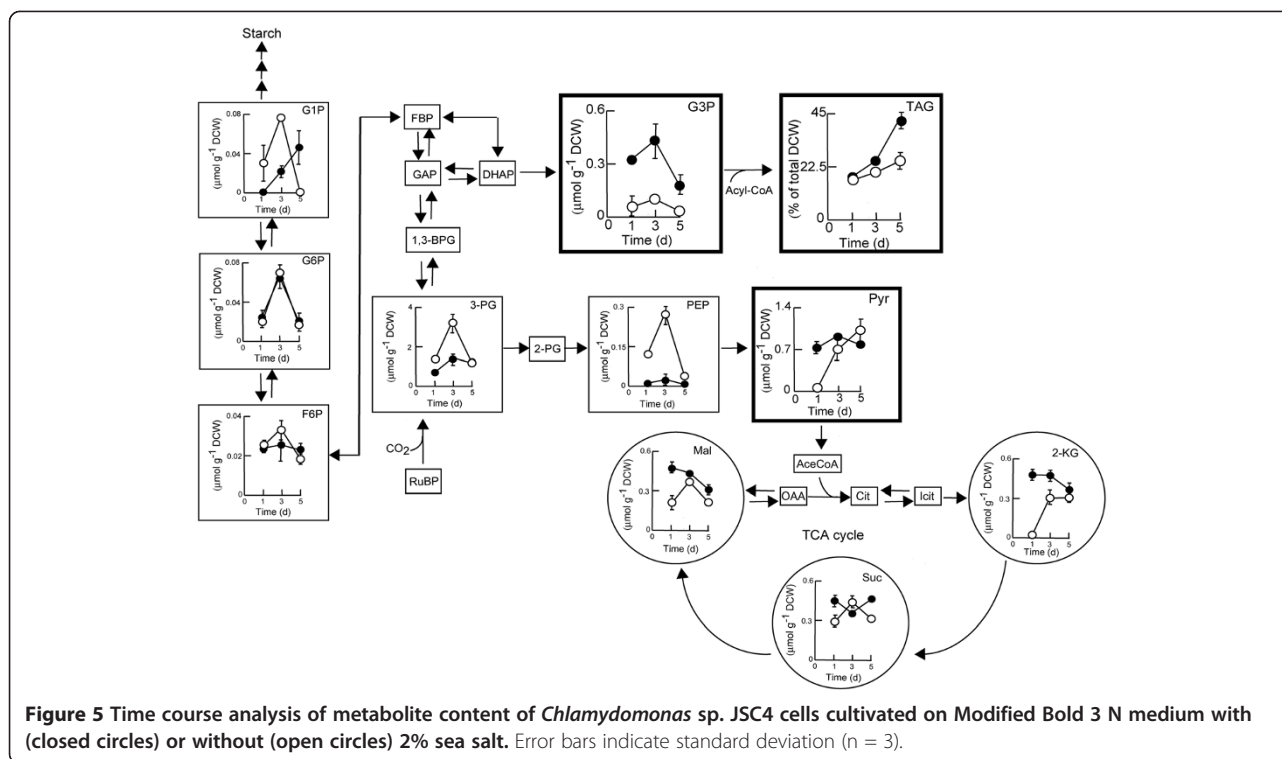 Starch
G1P
0.08
0.04
0
(μmol g⁻¹ DCW)
1 3 5
Time (d)
G6P
0.08
0.04
0
(μmol g⁻¹ DCW)
1 3 5
Time (d)
F6P
0.04
0.02
0
(μmol g⁻¹ DCW)
1 3 5
Time (d)
FBP
GAP
DHAP
1,3-BPG
G3P
0.6
0.3
0
(μmol g⁻¹ DCW)
0 1 3 5
Time (d)
Acyl-CoA
TAG
45
22.5
0
(% of total DCW)
0 1 3 5
Time (d)
3-PG
4
2
0
(μmol g⁻¹ DCW)
1 3 5
Time (d)
2-PG
PEP
0.3
0.15
0
(μmol g⁻¹ DCW)
1 3 5
Time (d)
Pyr
1.4
0.7
0
(μmol g⁻¹ DCW)
0 1 3 5
Time (d)
CO₂
RuBP
AceCoA
Mal
0.6
0.3
0
(μmol g⁻¹ DCW)
1 3 5
Time (d)
OAA
Cit
Icit
2-KG
0.6
0.3
0
(μmol g⁻¹ DCW)
1 3 5
Time (d)
TCA cycle
Suc
0.6
0.3
0
(μmol g⁻¹ DCW)
1 3 5
Time (d)
Figure 5 Time course analysis of metabolite content of Chlamydomonas sp. JSC4 cells cultivated on Modified Bold 3 N medium with
(closed circles) or without (open circles) 2% sea salt. Error bars indicate standard deviation (n = 3).